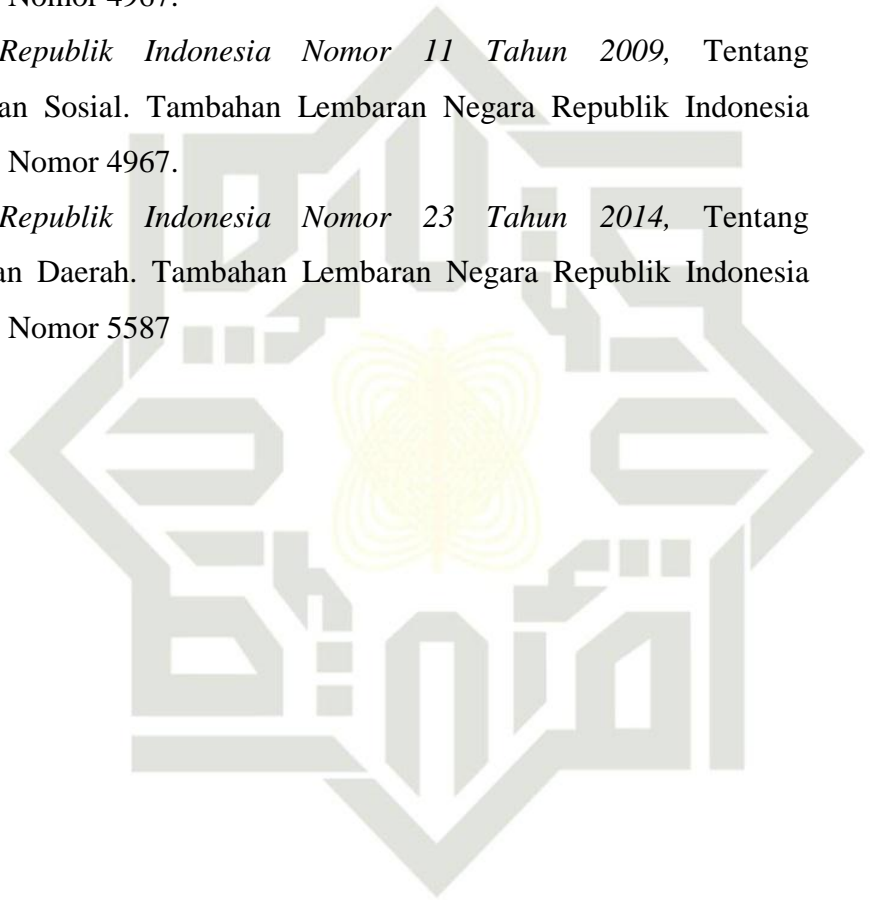 Nomor 4967.
Republik Indonesia Nomor 11 Tahun 2009, Tentang
an Sosial. Tambahan Lembaran Negara Republik Indonesia
Nomor 4967.
Republik Indonesia Nomor 23 Tahun 2014, Tentang
an Daerah. Tambahan Lembaran Negara Republik Indonesia
Nomor 5587